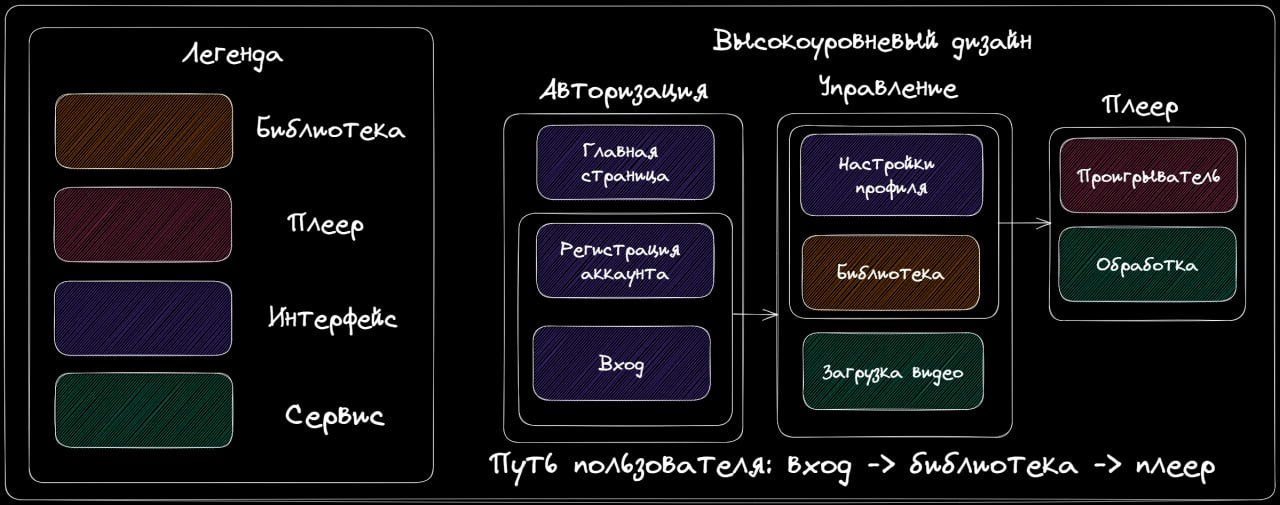 Легенда
Библиотека
Плеер
Интерфейс
Сервис
Высокоуровневый дизайн
Авторизация
Главная
страница
Регистрация
аккаунта
Вход
Управление
Настройки
профиля
Библиотека
Загрузка видео
Плеер
Проигрыватель
Обработка
Путь пользователя: вход -> библиотека -> плеер